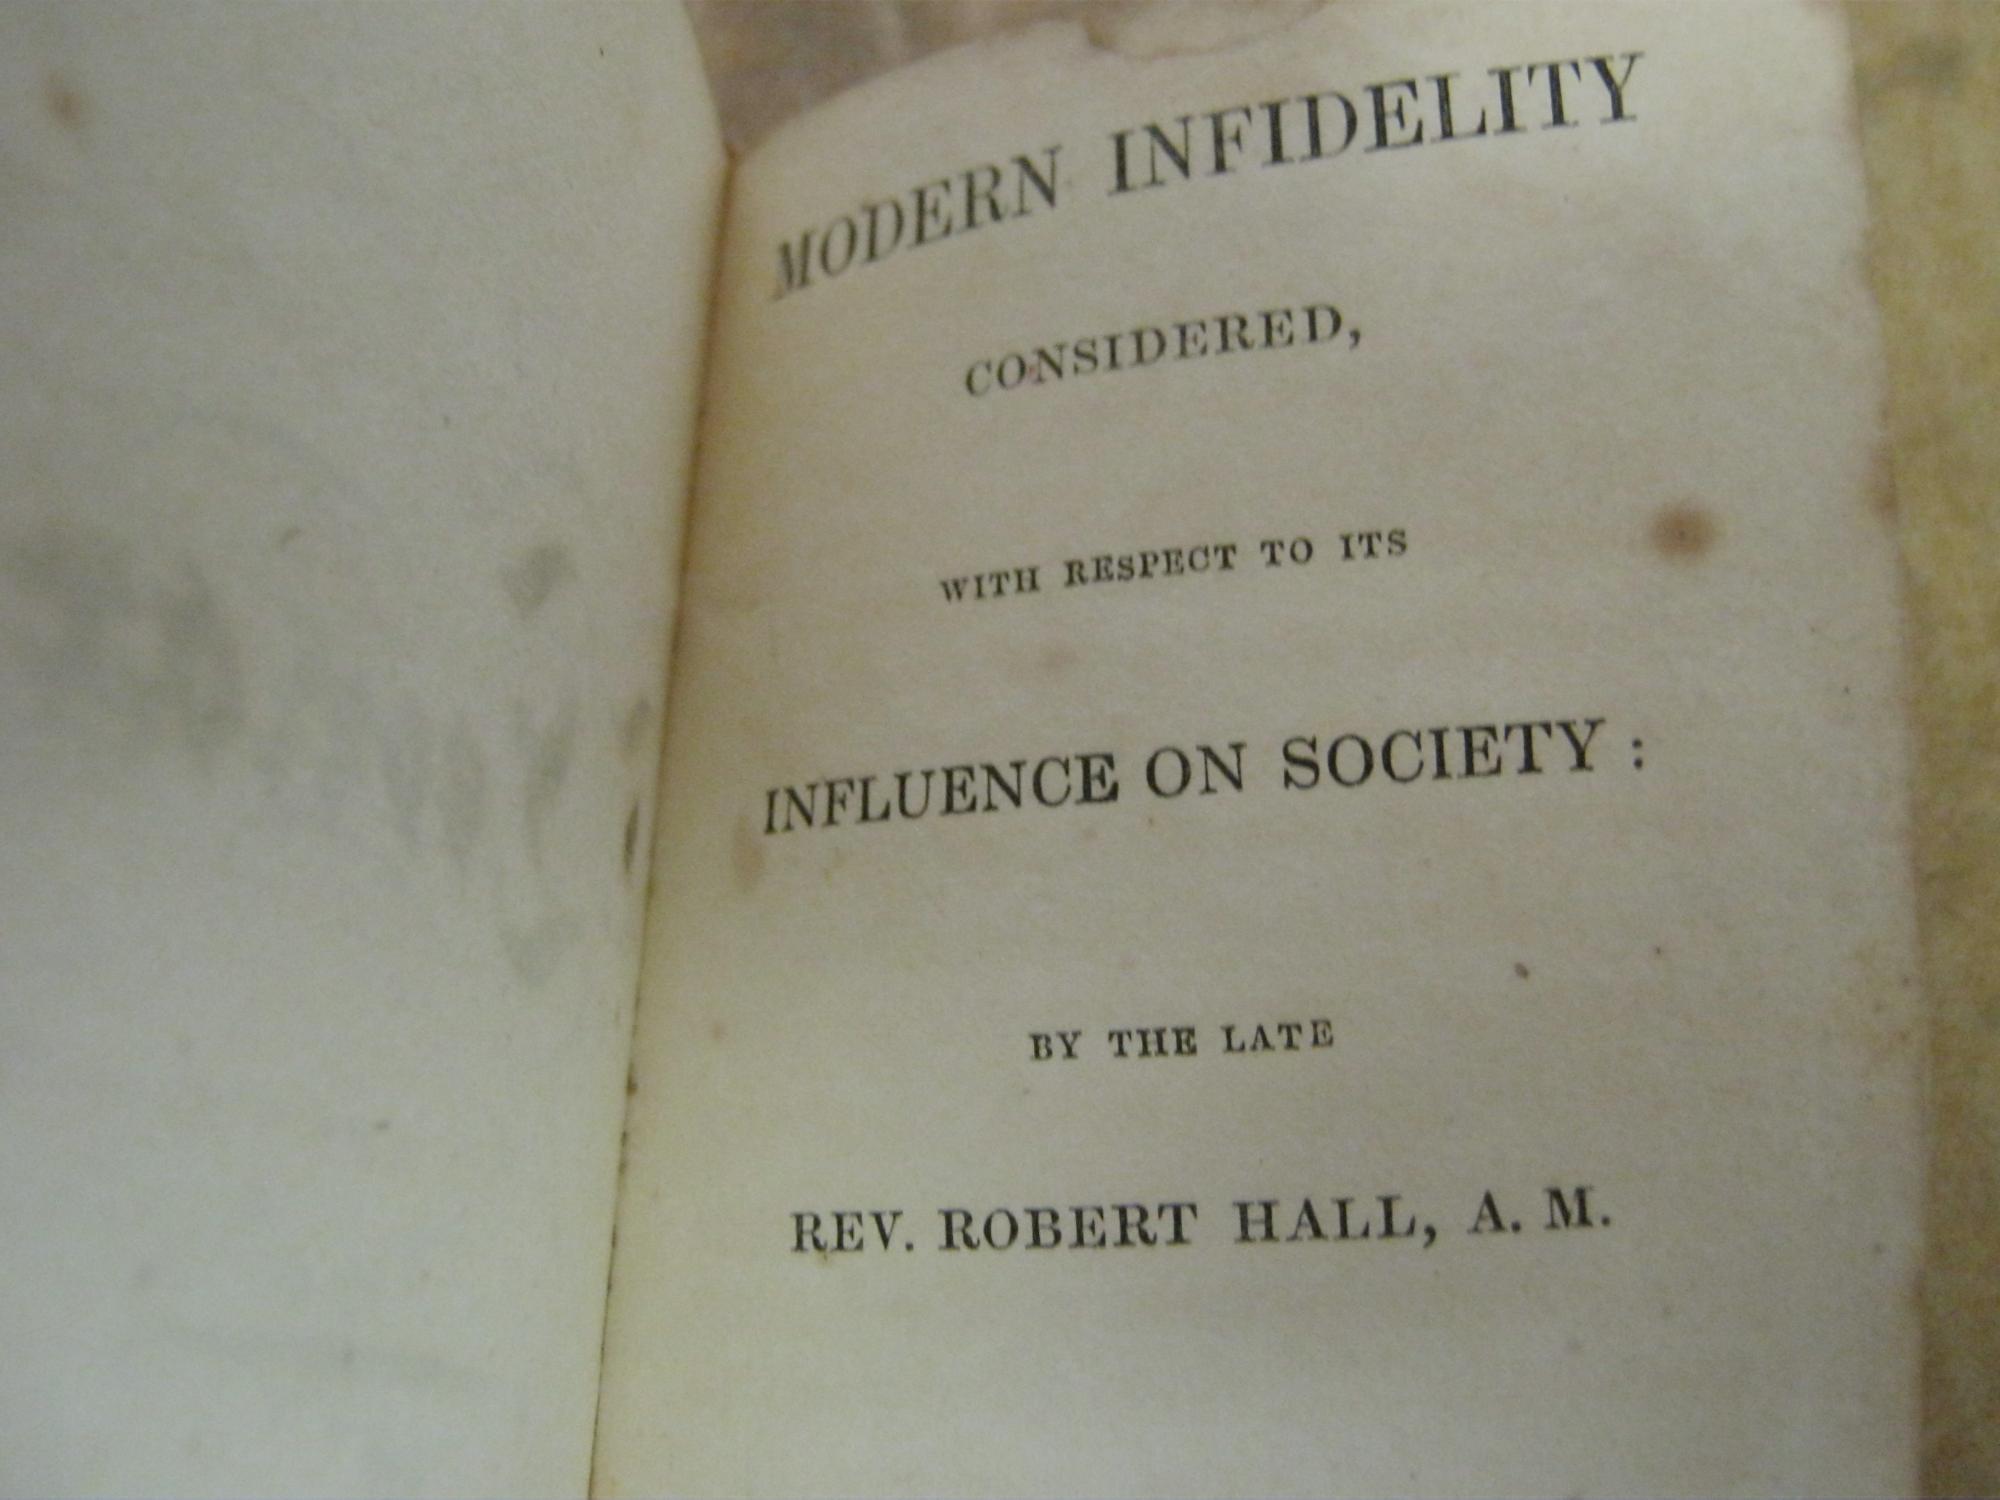 MODERN INFIDELITY
CONSIDERED,
WITH RESPECT TO ITS
INFLUENCE ON SOCIETY :
BY THE LATE
REV. ROBERT HALL, A. M.